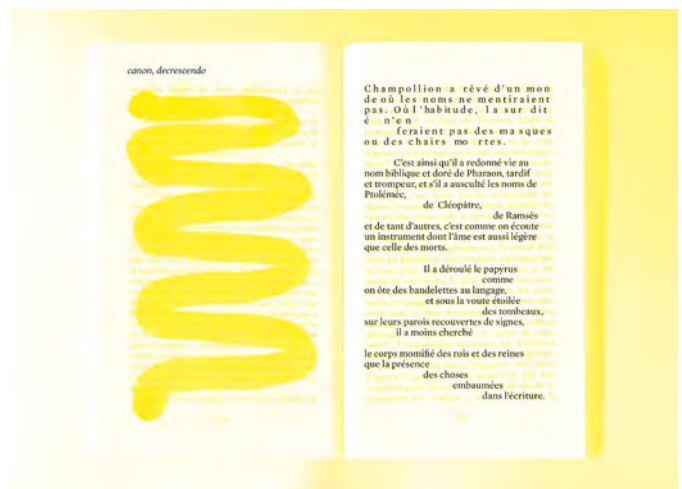 canon, decrescendo
Champollion a rêvé d'un mon
de où les noms ne mentiraient
pas. Où l'habitude, la sur dit
é n'en
feraient pas des ma sques
ou des chairs mo rtes.
C'est ainsi qu'il a redonné vie au
nom biblique et doré de Pharaon, tardif
et trompeur, et s'il a ausculté les noms de
Ptolémée,
de Cléopâtre,
de Ramsès
et de tant d'autres, c'est comme on écoute
un instrument dont l'âme est aussi légère
que celle des morts.
Il a déroulé le papyrus
comme
on ôte des bandelettes au langage,
et sous la voute étoilée
des tombeaux,
sur leurs parois recouvertes de signes,
il a moins cherché
le corps momifié des rois et des reines
que la présence
des choses
embaumées
dans l'écriture.